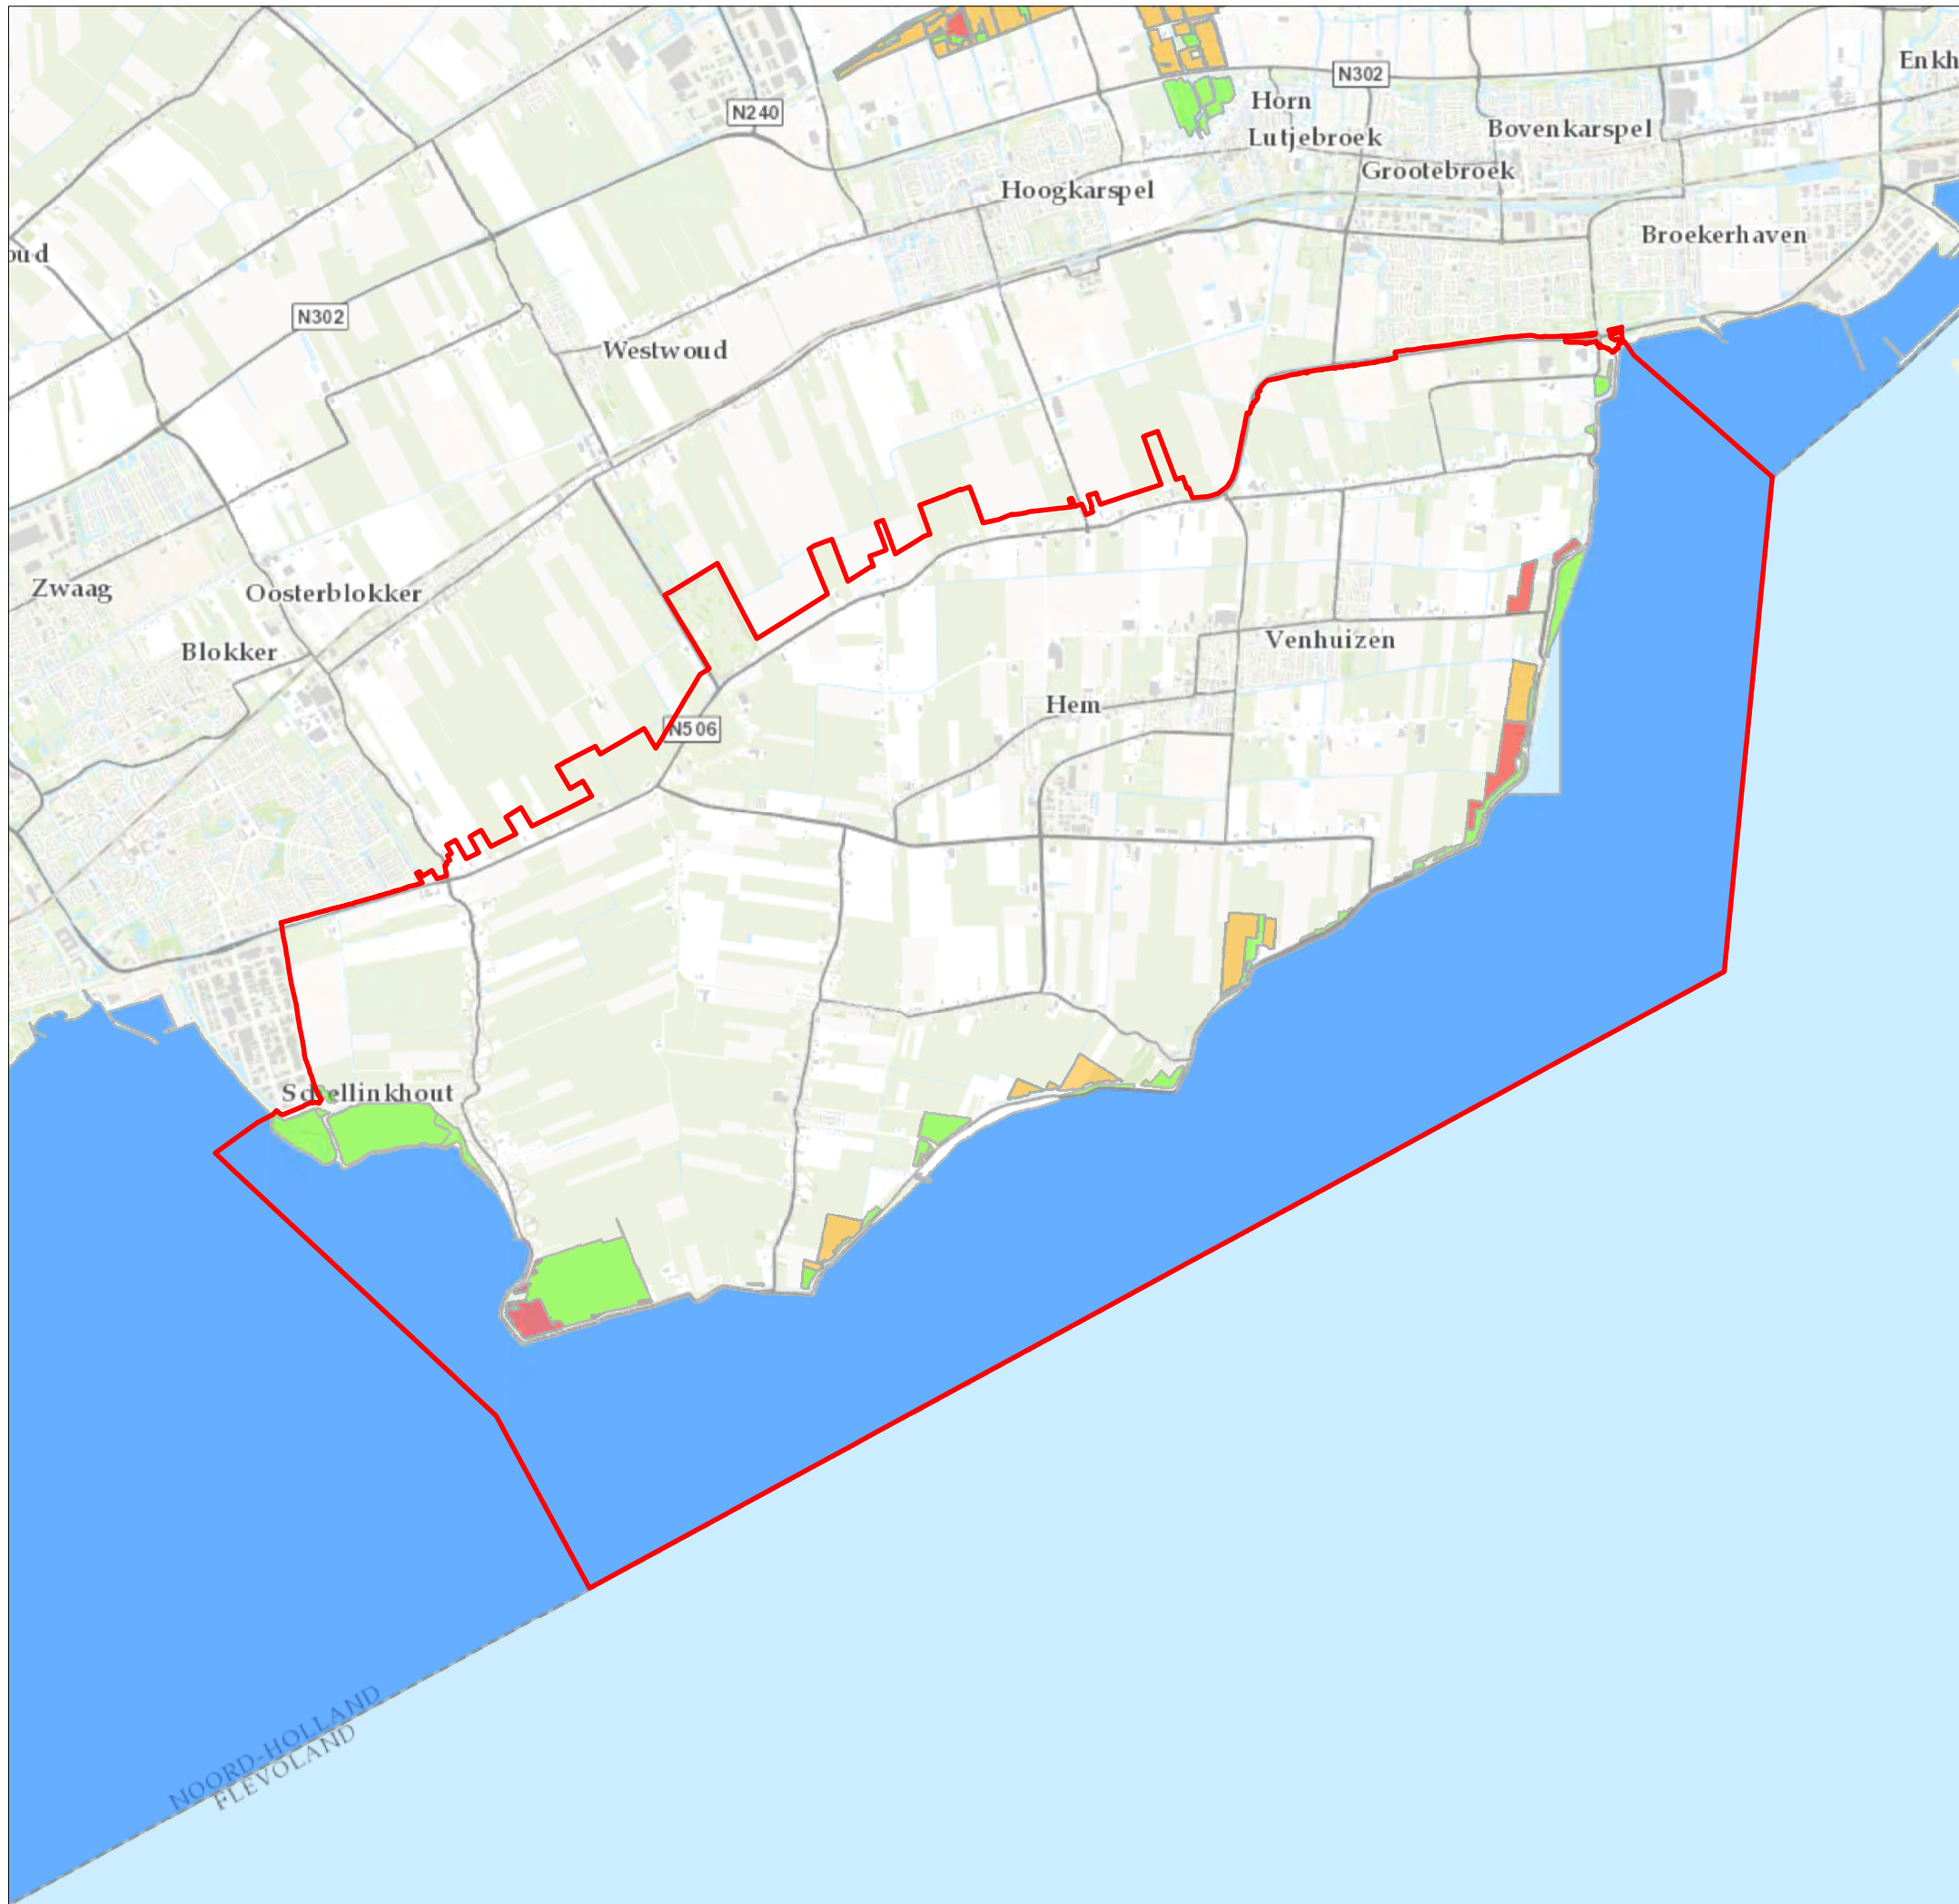 Enkh
N302
Horn
N240
Bovenkarspel
Lutjebroek
Grootebroek
Hoogkarspel
Broekerhaven
oud
N302
Westwoud
Zwaag
Oosterblokker
Venhuizen
Blokker
Hem
N506
Schellinkhout
NOORD-HOLLAND
FLEVOLAND